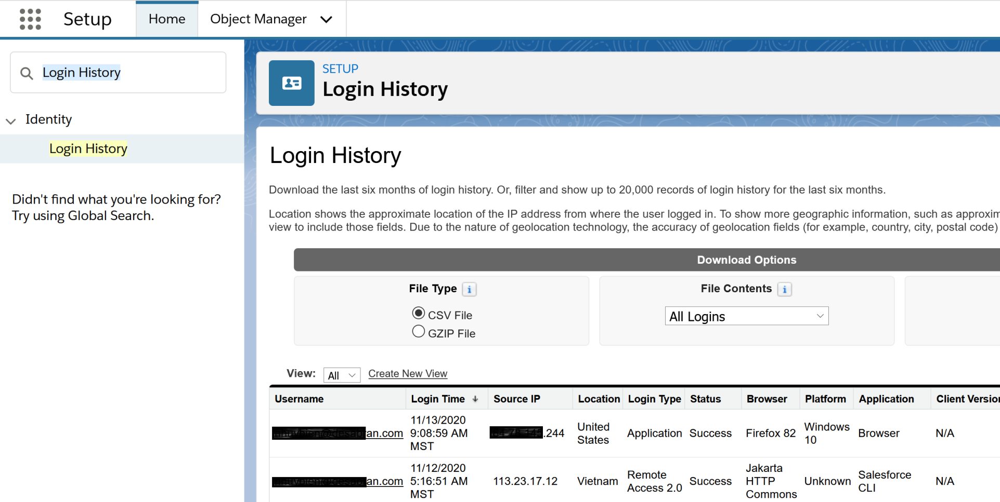 Setup
Home
Object Manager
Login History
Identity
Login History
Didn't find what you're looking for?
Try using Global Search.
SETUP
Login History
Login History
Download the last six months of login history. Or, filter and show up to 20,000 records of login history for the last six months.
Location shows the approximate location of the IP address from where the user logged in. To show more geographic information, such as approxim
view to include those fields. Due to the nature of geolocation technology, the accuracy of geolocation fields (for example, country, city, postal code)
Download Options
File Type i
CSV File
GZIP File
File Contents i
All Logins
View: All Create New View
Username Login Time Source IP Location Login Type Status Browser Platform Application Client Version
an.com
11/13/2020
9:08:59 AM
MST
.244
United
States
Application
Success
Firefox 82
Windows
10
Browser
N/A
an.com
11/12/2020
5:16:51 AM
MST
113.23.17.12
Vietnam
Remote
Access 2.0
Success
Jakarta
HTTP
Commons
Unknown
Salesforce
CLI
N/A